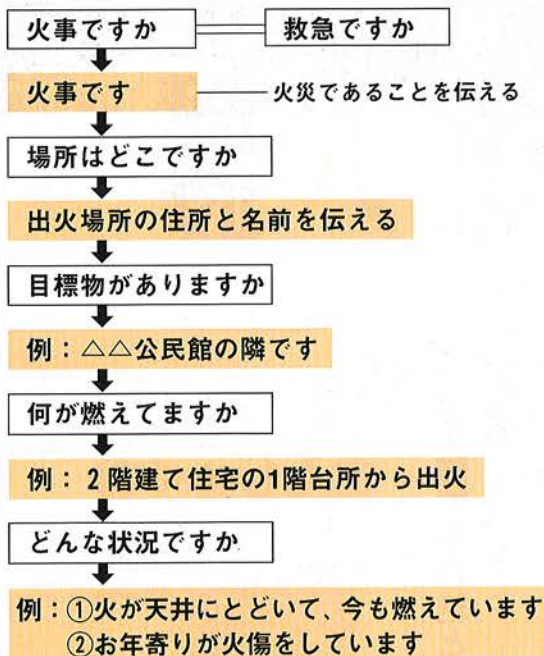 火事ですか 救急ですか
火事です 火災であることを伝える
場所はどこですか
出火場所の住所と名前を伝える
目標物がありますか
例：△△公民館の隣です
何が燃えてますか
例：2階建て住宅の1階台所から出火
どんな状況ですか
例：①火が天井にとどいて、今も燃えています
②お年寄りが火傷をしています